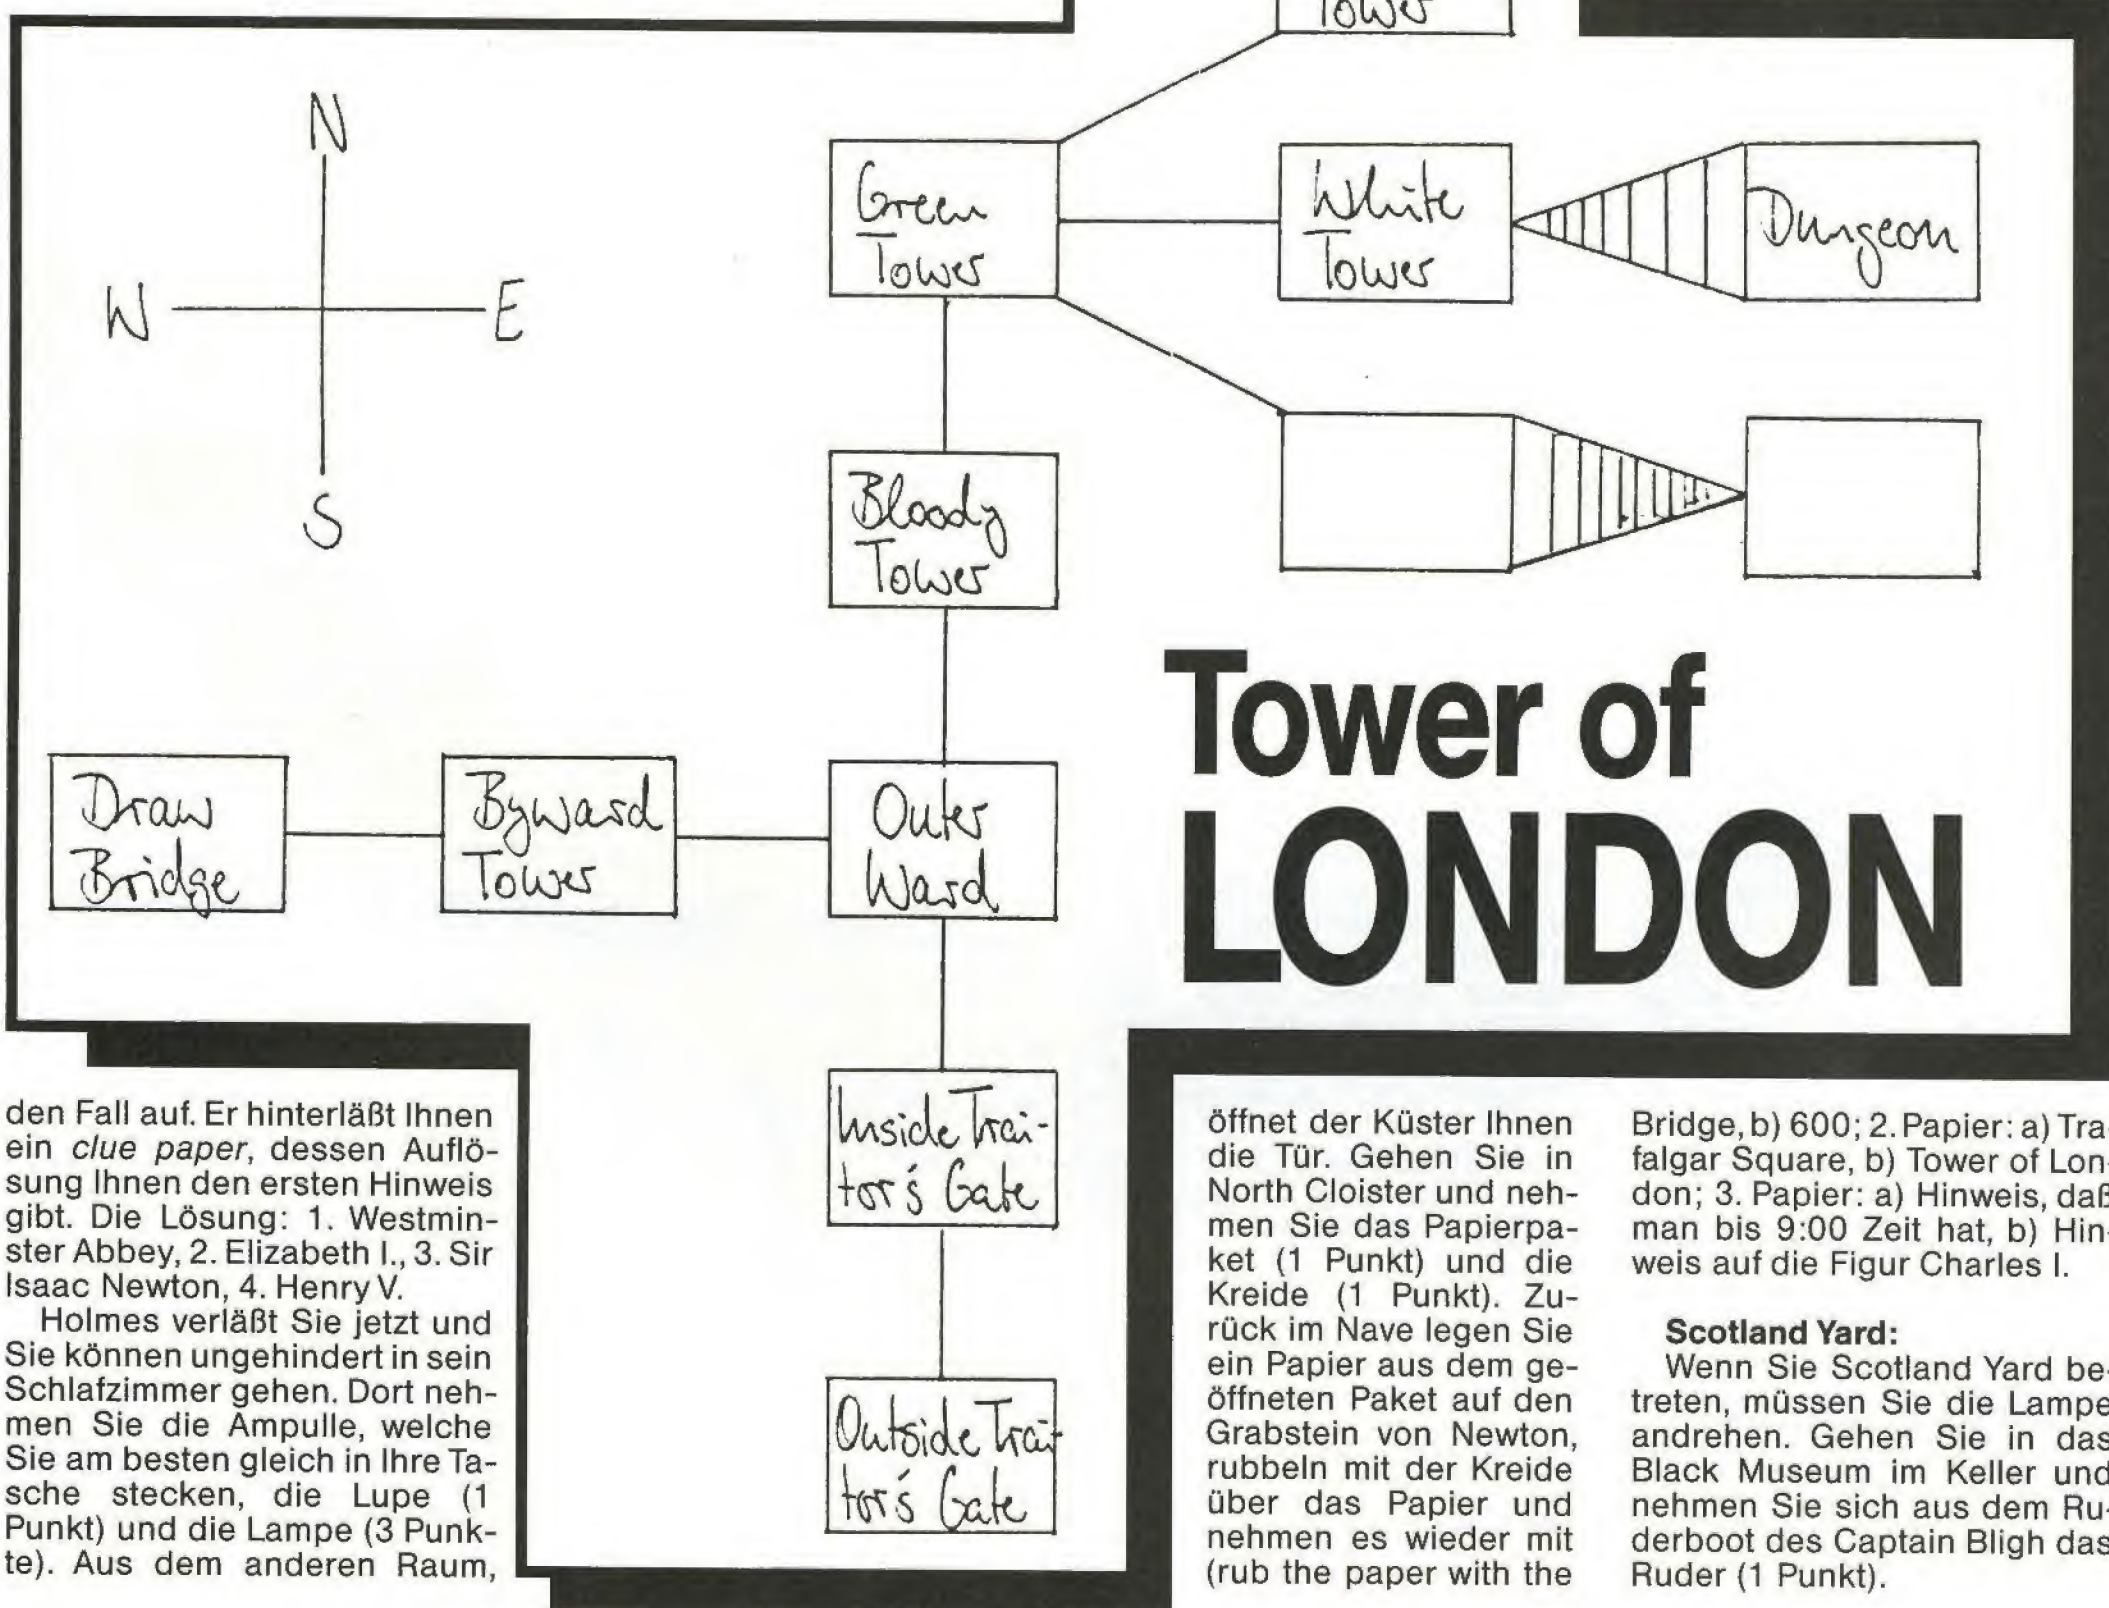 Tower
N
Green
Tower
White
Tower
Dungeon
W
E
S
Bloody
Tower
Tower of
LONDON
Draw
Bridge
Byward
Tower
Outer
Ward
Inside Trai-
tor's Gate
Outside Trai-
tor's Gate
den Fall auf. Er hinterläßt Ihnen
ein clue paper, dessen Auflö-
sung Ihnen den ersten Hinweis
gibt. Die Lösung: 1. Westmin-
ster Abbey, 2. Elizabeth I., 3. Sir
Isaac Newton, 4. Henry V.
Holmes verläßt Sie jetzt und
Sie können ungehindert in sein
Schlafzimmer gehen. Dort neh-
men Sie die Ampulle, welche
Sie am besten gleich in Ihre Ta-
sche stecken, die Lupe (1
Punkt) und die Lampe (3 Punk-
te). Aus dem anderen Raum,
öffnet der Küster Ihnen
die Tür. Gehen Sie in
North Cloister und neh-
men Sie das Papierpa-
ket (1 Punkt) und die
Kreide (1 Punkt). Zu-
rück im Nave legen Sie
ein Papier aus dem ge-
öffneten Paket auf den
Grabstein von Newton,
rubbeln mit der Kreide
über das Papier und
nehmen es wieder mit
(rub the paper with the
Bridge, b) 600; 2. Papier: a) Tra-
falgar Square, b) Tower of Lon-
don; 3. Papier: a) Hinweis, daß
man bis 9:00 Zeit hat, b) Hin-
weis auf die Figur Charles I.
Scotland Yard:
Wenn Sie Scotland Yard be-
treten, müssen Sie die Lampe
andrehen. Gehen Sie in das
Black Museum im Keller und
nehmen Sie sich aus dem Ru-
derboot des Captain Bligh das
Ruder (1 Punkt).